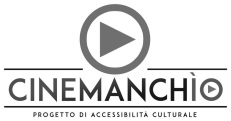 CINEMANCHÌO
PROGETTO DI ACCESSIBILITÀ CULTURALE